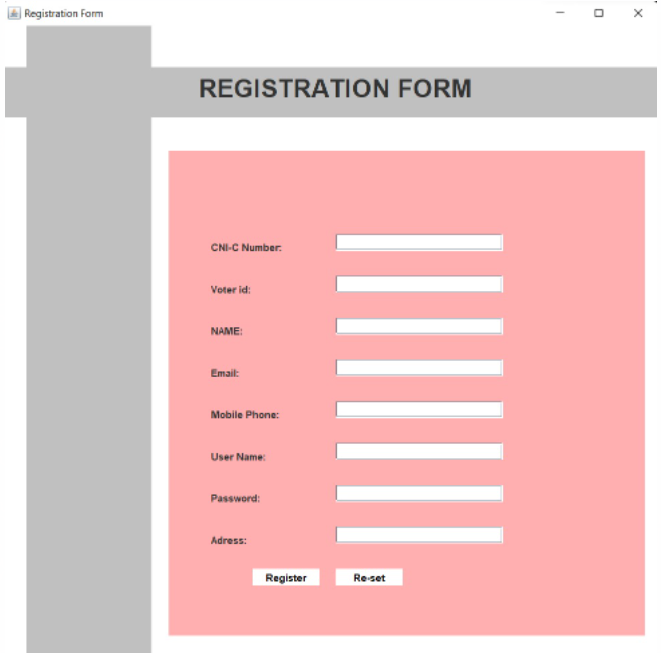 Registration Form
REGISTRATION FORM
CNI-C Number:
Voter id:
NAME:
Email:
Mobile Phone:
User Name:
Password:
Adress:
Register Re-set